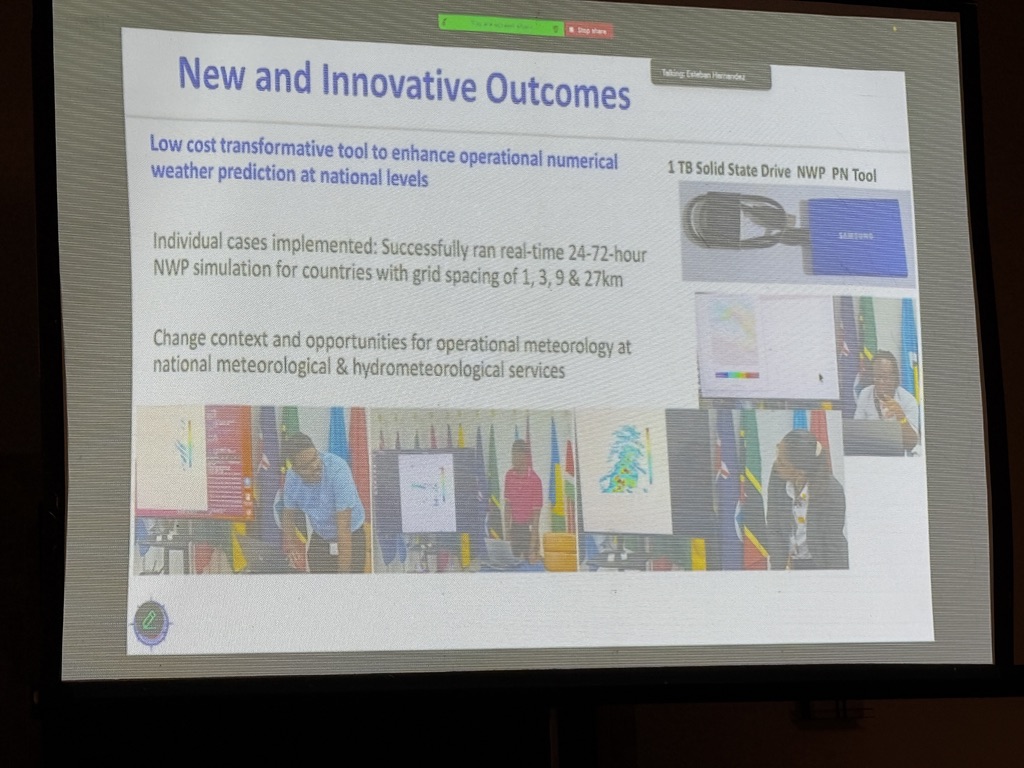 Stop share
Talking: Esteban Hernandez
New and Innovative Outcomes
Low cost transformative tool to enhance operational numerical
weather prediction at national levels
1 TB Solid State Drive NWP PN Tool
SAMSUNG
Individual cases implemented: Successfully ran real-time 24-72-hour
NWP simulation for countries with grid spacing of 1, 3, 9 & 27km
Change context and opportunities for operational meteorology at
national meteorological & hydrometeorological services